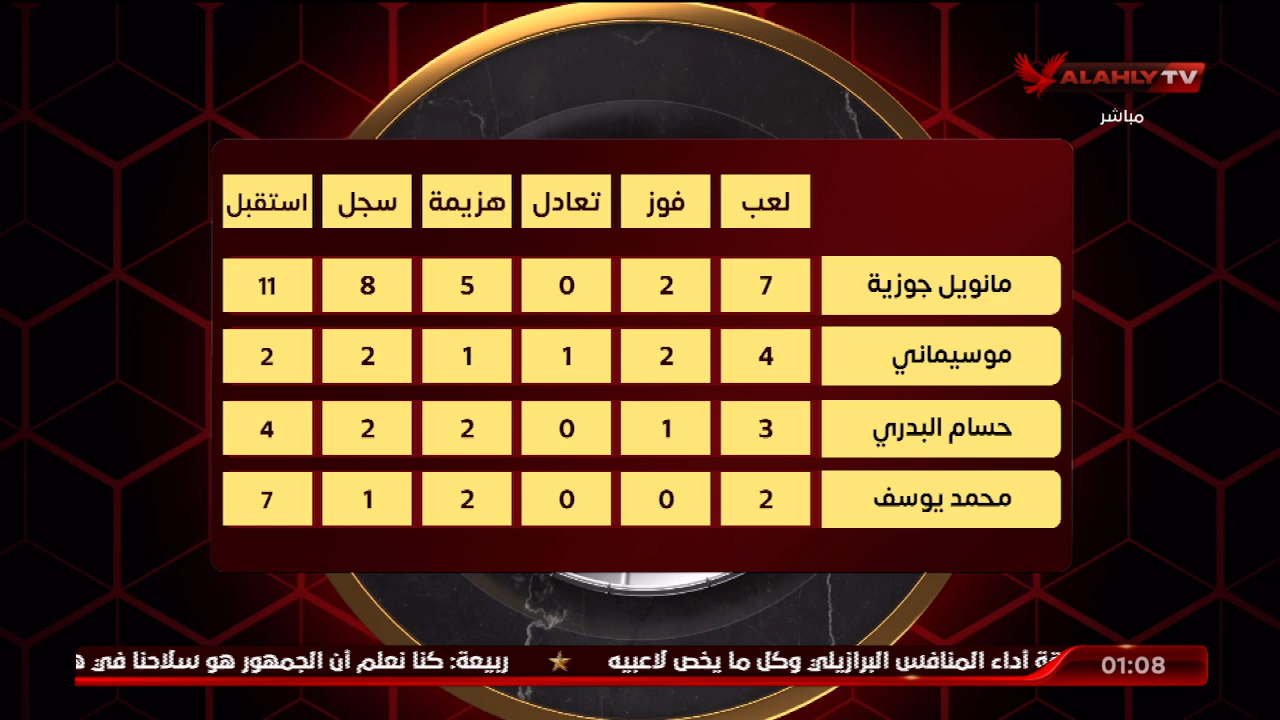 ALAHLY TV
مباشر
لعب فوز تعادل هزيمة سجل استقبل
مانويل جوزية 7 2 0 5 8 11
موسيماني 4 2 1 1 2 2
حسام البدري 3 1 0 2 2 4
محمد يوسف 2 0 0 2 1 7
أداء المنافس البرازيلي وكل ما يخص لاعبيه ★ ربيعة: كنا نعلم أن الجمهور هو سلاحنا في
01:08